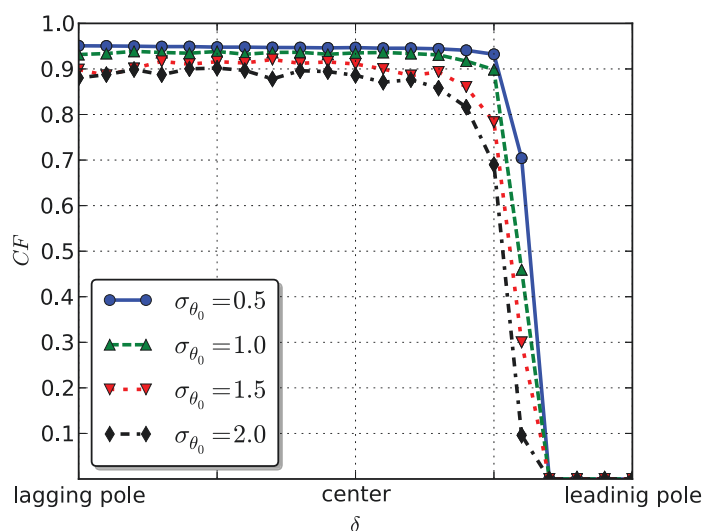 1.0
0.9
0.8
0.7
0.6
0.5
0.4
0.3
0.2
0.1
CF
σθ₀ = 0.5
σθ₀ = 1.0
σθ₀ = 1.5
σθ₀ = 2.0
lagging pole center leadinig pole
δ